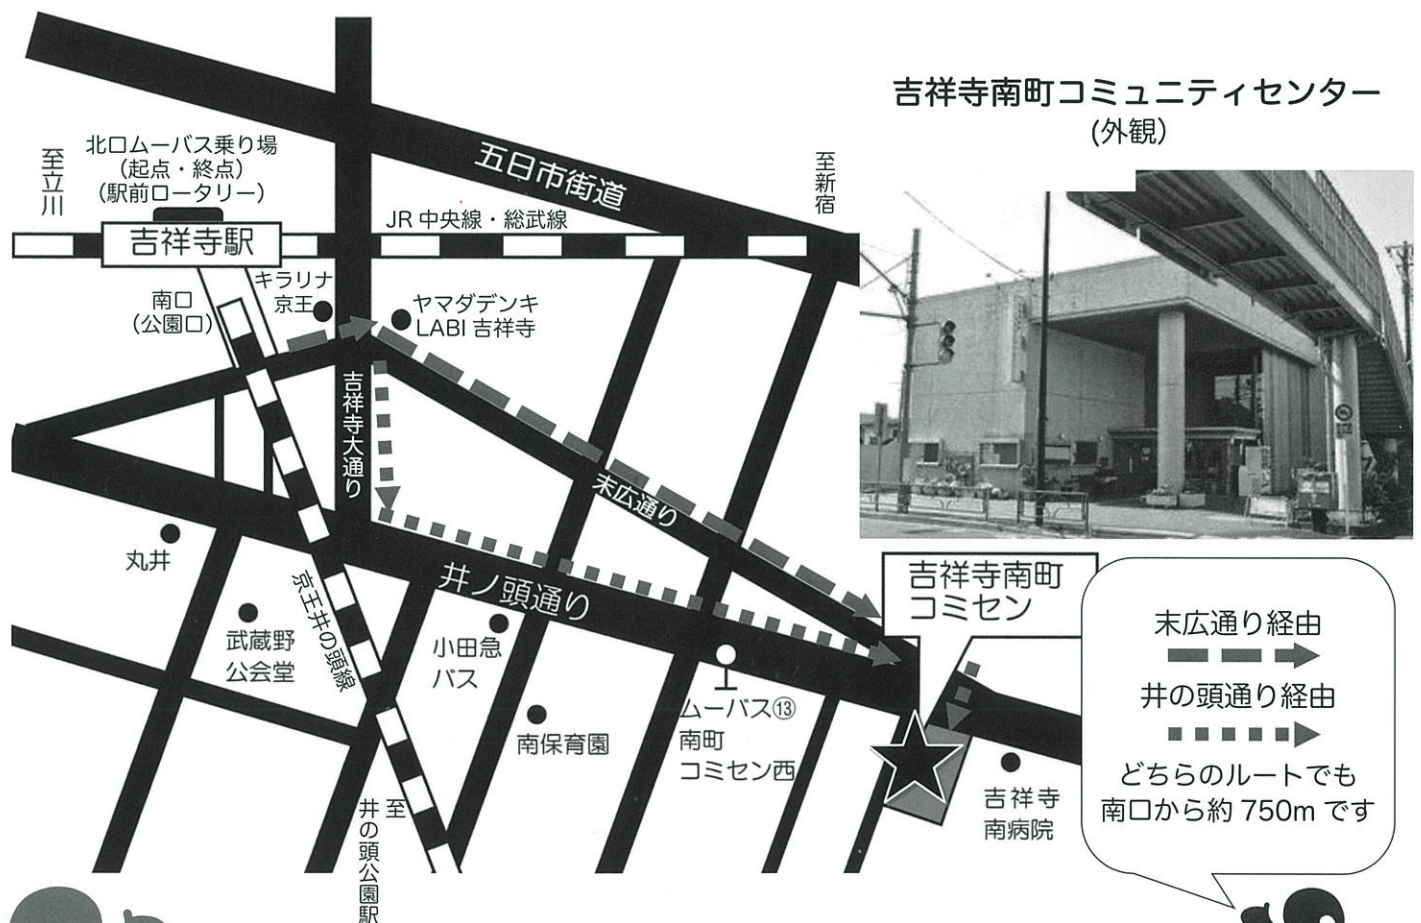 吉祥寺南町コミュニティセンター
(外観)
至立川
北口ムーバス乗り場
(起点・終点)
(駅前ロータリー)
吉祥寺駅
五日市街道
至新宿
JR 中央線・総武線
キラリナ
京王
南口
(公園口)
ヤマダデンキ
LABI 吉祥寺
吉祥寺大通り
末広通り
丸井
京王井の頭線
井ノ頭通り
武蔵野
公会堂
小田急
バス
南保育園
ムーバス⑬
南町
コミセン西
吉祥寺南町
コミセン
吉祥寺
南病院
至
井の頭公園駅
末広通り経由
井の頭通り経由
どちらのルートでも
南口から約 750m です